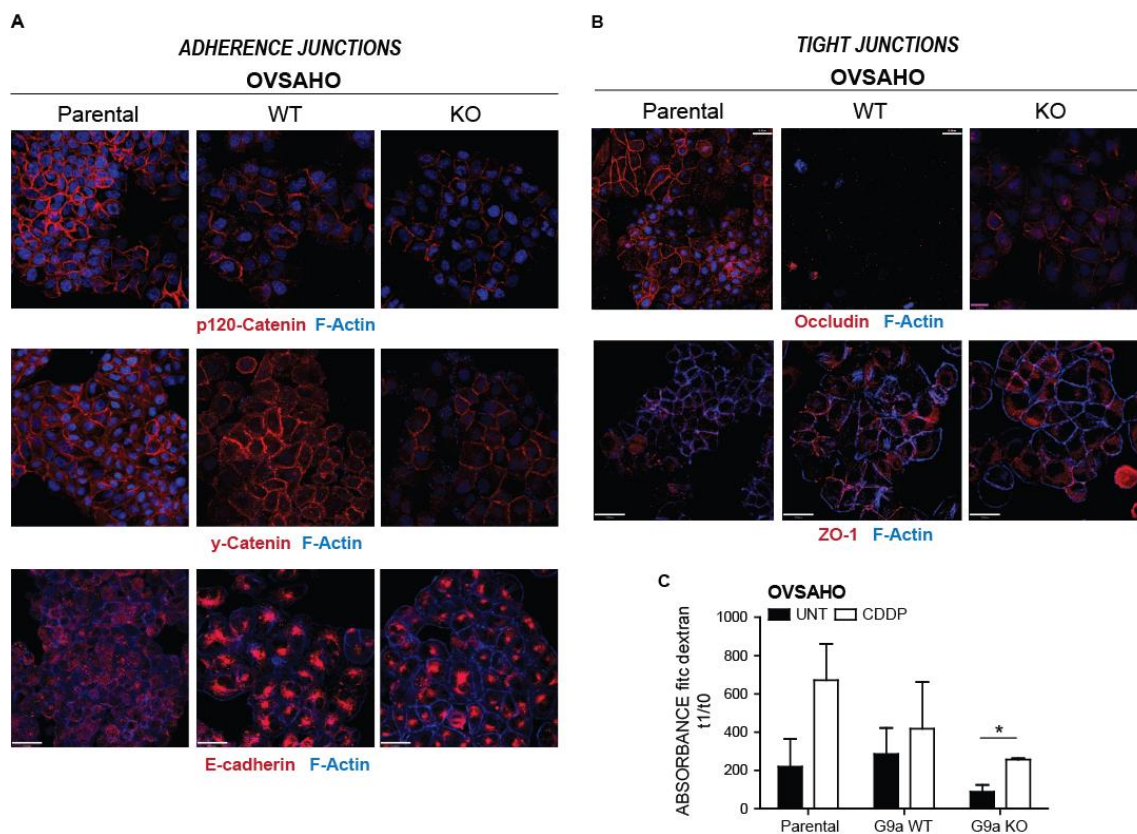 A
ADHERENCE JUNCTIONS
OVSAHO
Parental WT KO
p120-Catenin F-Actin
y-Catenin F-Actin
E-cadherin F-Actin
B
TIGHT JUNCTIONS
OVSAHO
Parental WT KO
Occludin F-Actin
ZO-1 F-Actin
C
OVSAHO
UNT CDDP
ABSORBANCE fitc dextran
t1/t0
1000
800
600
400
200
0
*
Parental G9a WT G9a KO